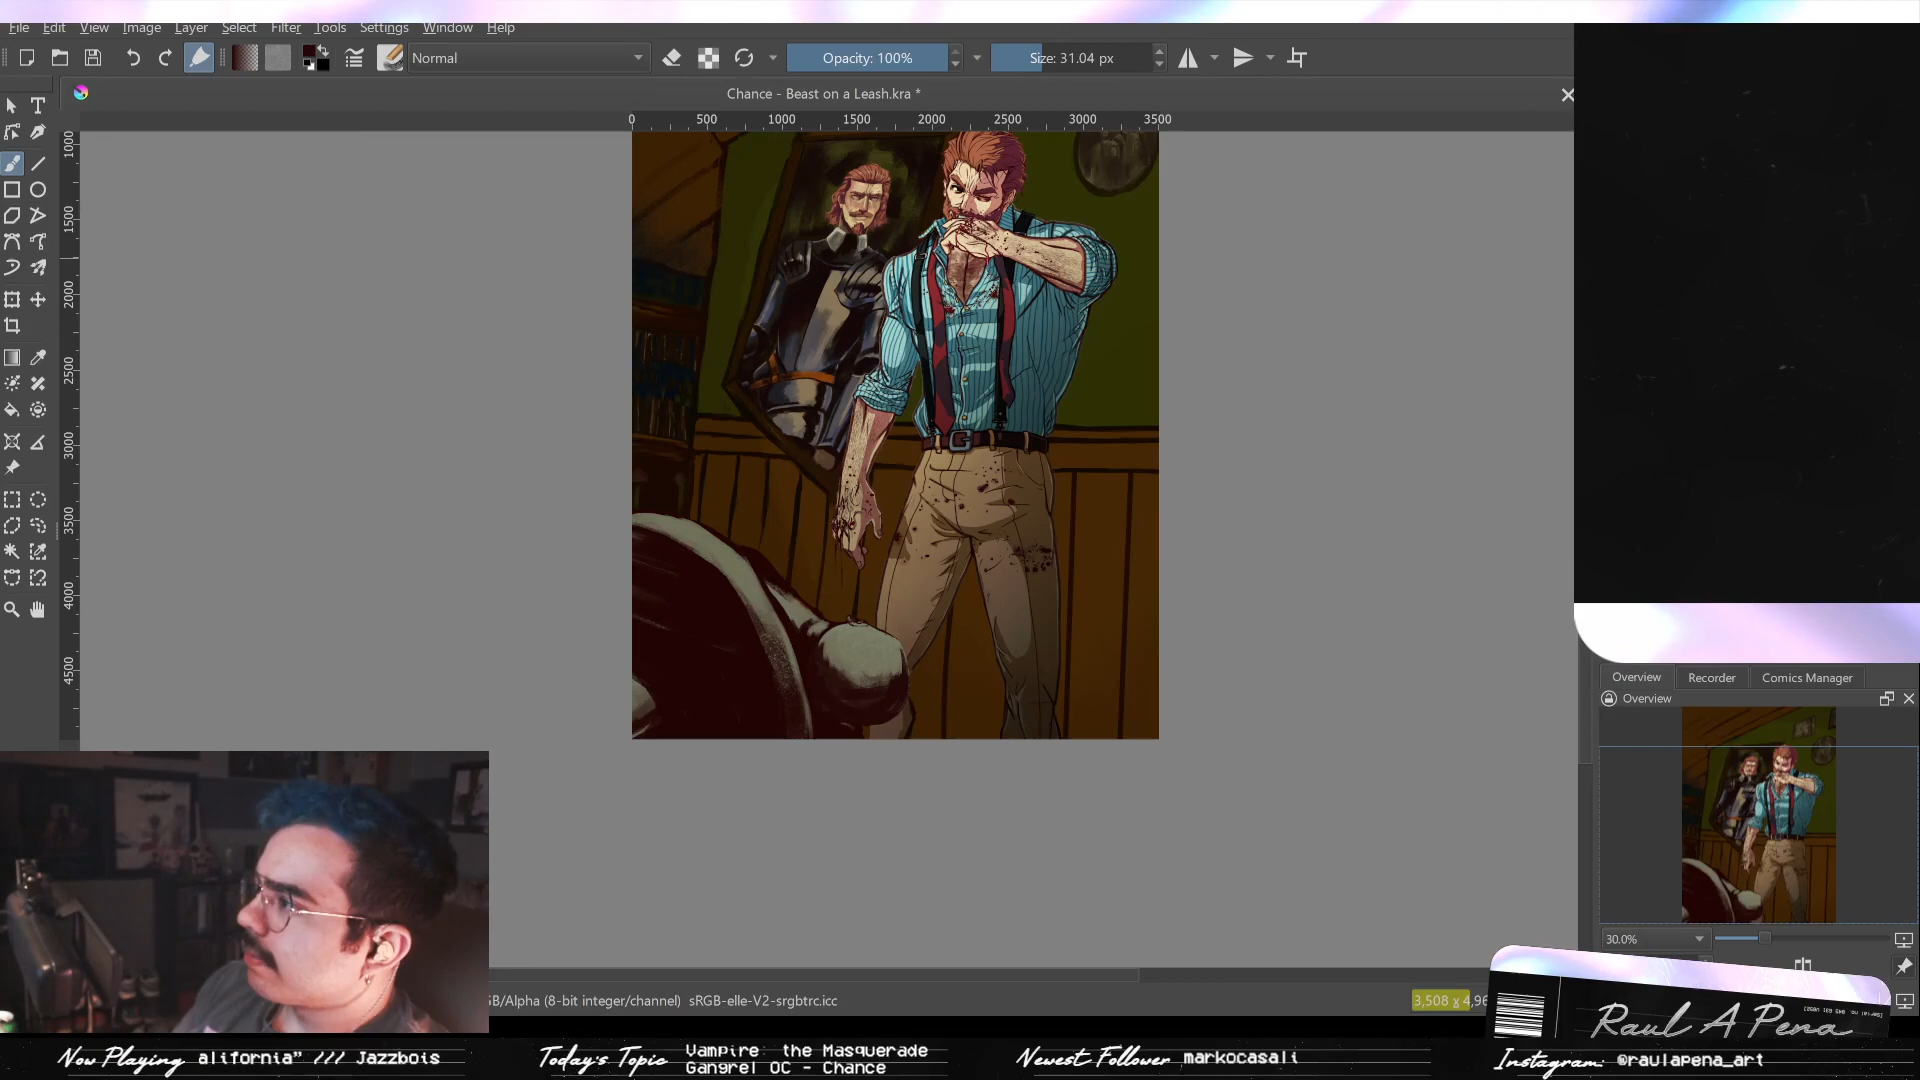 File Edit View Image Layer Select Filter Tools Settings Window Help
Normal
Opacity: 100%
Size: 31.04 px
Chance - Beast on a Leash.kra *
0 500 1000 1500 2000 2500 3000 3500
1000
1500
2000
2500
3000
3500
4000
4500
Overview Recorder Comics Manager
Overview
30.0%
GB/Alpha (8-bit integer/channel) sRGB-elle-V2-srgbtrc.icc
3,508 x 4,96
Raul A Pena
Now Playing alifornia" /// Jazzbois
Today's Topic Vampire: the Masquerade
Gangrel OC - Chance
Newest Follower markocasali
Instagram: @raulapena_art